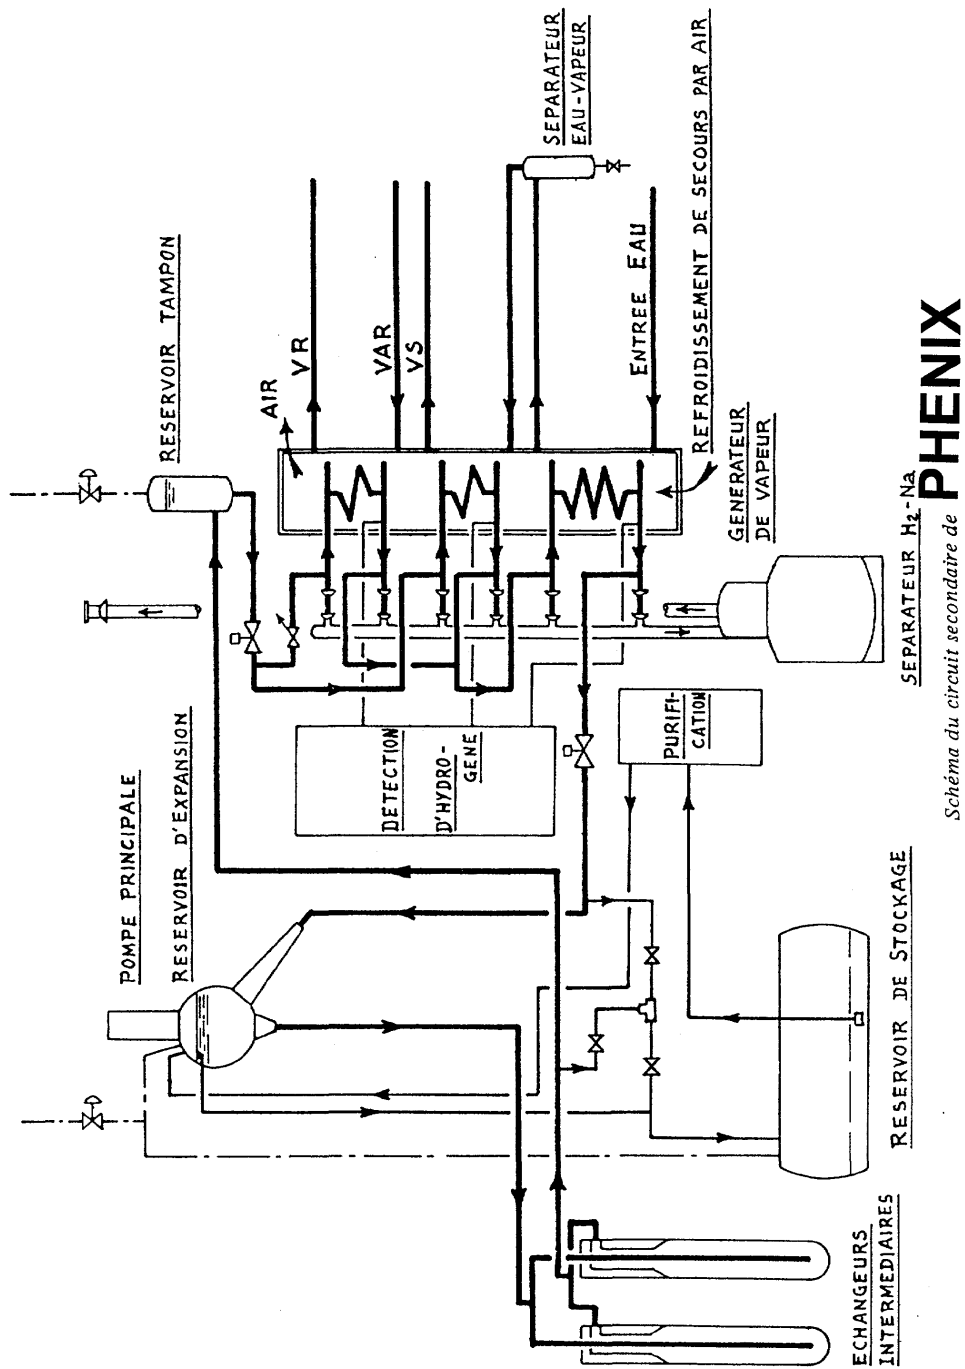 POMPE PRINCIPALE
RESERVOIR D'EXPANSION
RESERVOIR TAMPON
AIR
VR
VAR
VS
SEPARATEUR
EAU-VAPEUR
ENTREE EAU
REFROIDISSEMENT DE SECOURS PAR AIR
GENERATEUR
DE VAPEUR
DETECTION
D'HYDRO-
GENE
PURIFI-
CATION
SEPARATEUR H₂-Na
RESERVOIR DE STOCKAGE
ECHANGEURS
INTERMEDIAIRES
Schéma du circuit secondaire de PHENIX